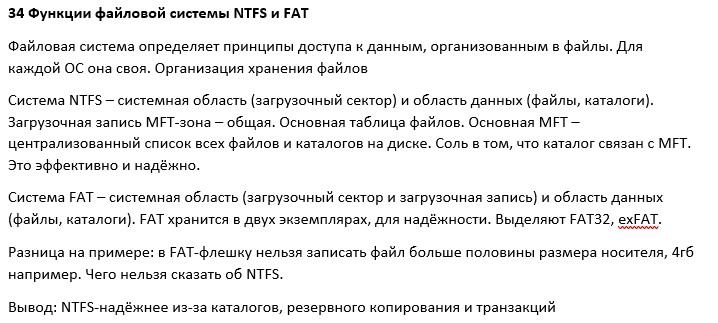 34 Функции файловой системы NTFS и FAT
Файловая система определяет принципы доступа к данным, организованным в файлы. Для
каждой ОС она своя. Организация хранения файлов
Система NTFS – системная область (загрузочный сектор) и область данных (файлы, каталоги).
Загрузочная запись MFT-зона – общая. Основная таблица файлов. Основная MFT –
централизованный список всех файлов и каталогов на диске. Соль в том, что каталог связан с MFT.
Это эффективно и надёжно.
Система FAT – системная область (загрузочный сектор и загрузочная запись) и область данных
(файлы, каталоги). FAT хранится в двух экземплярах, для надёжности. Выделяют FAT32, exFAT.
Разница на примере: в FAT-флешку нельзя записать файл больше половины размера носителя, 4гб
например. Чего нельзя сказать об NTFS.
Вывод: NTFS-надёжнее из-за каталогов, резервного копирования и транзакций